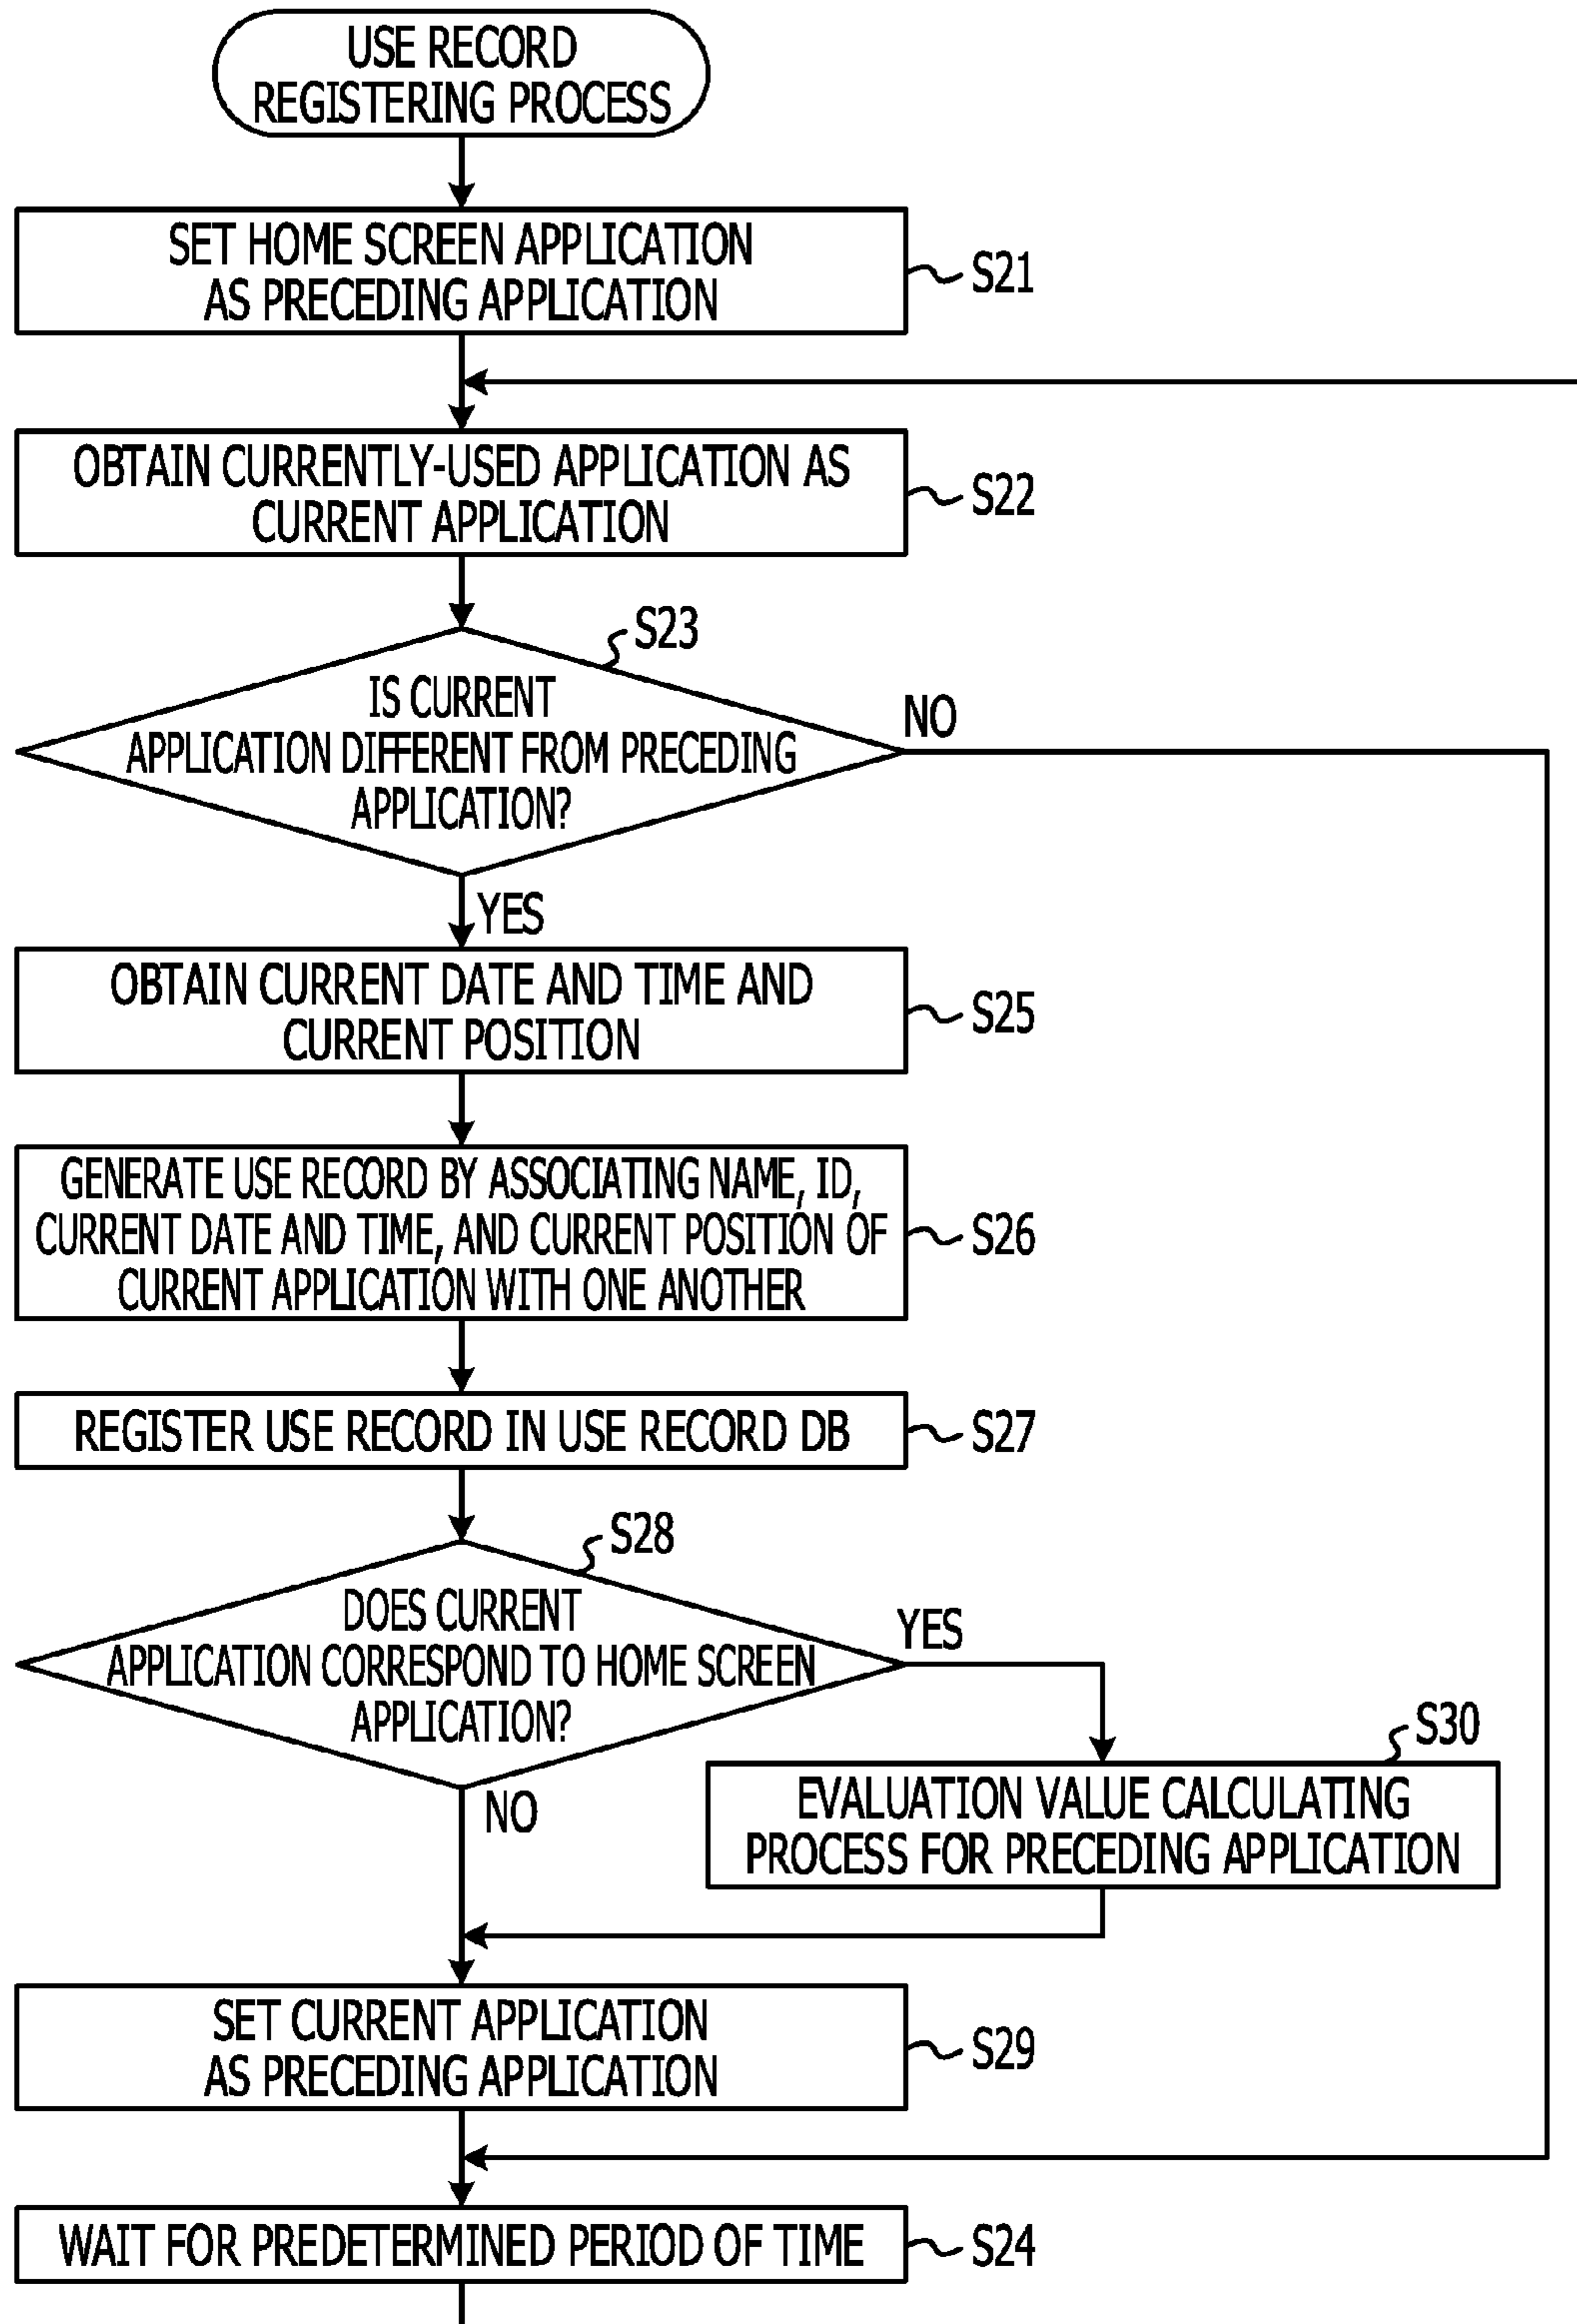 USE RECORD
REGISTERING PROCESS
SET HOME SCREEN APPLICATION
AS PRECEDING APPLICATION
S21
OBTAIN CURRENTLY-USED APPLICATION AS
CURRENT APPLICATION
S22
S23
IS CURRENT
APPLICATION DIFFERENT FROM PRECEDING
APPLICATION?
NO
YES
OBTAIN CURRENT DATE AND TIME AND
CURRENT POSITION
S25
GENERATE USE RECORD BY ASSOCIATING NAME, ID,
CURRENT DATE AND TIME, AND CURRENT POSITION OF
CURRENT APPLICATION WITH ONE ANOTHER
S26
REGISTER USE RECORD IN USE RECORD DB
S27
S28
DOES CURRENT
APPLICATION CORRESPOND TO HOME SCREEN
APPLICATION?
YES
NO
S30
EVALUATION VALUE CALCULATING
PROCESS FOR PRECEDING APPLICATION
SET CURRENT APPLICATION
AS PRECEDING APPLICATION
S29
WAIT FOR PREDETERMINED PERIOD OF TIME
S24